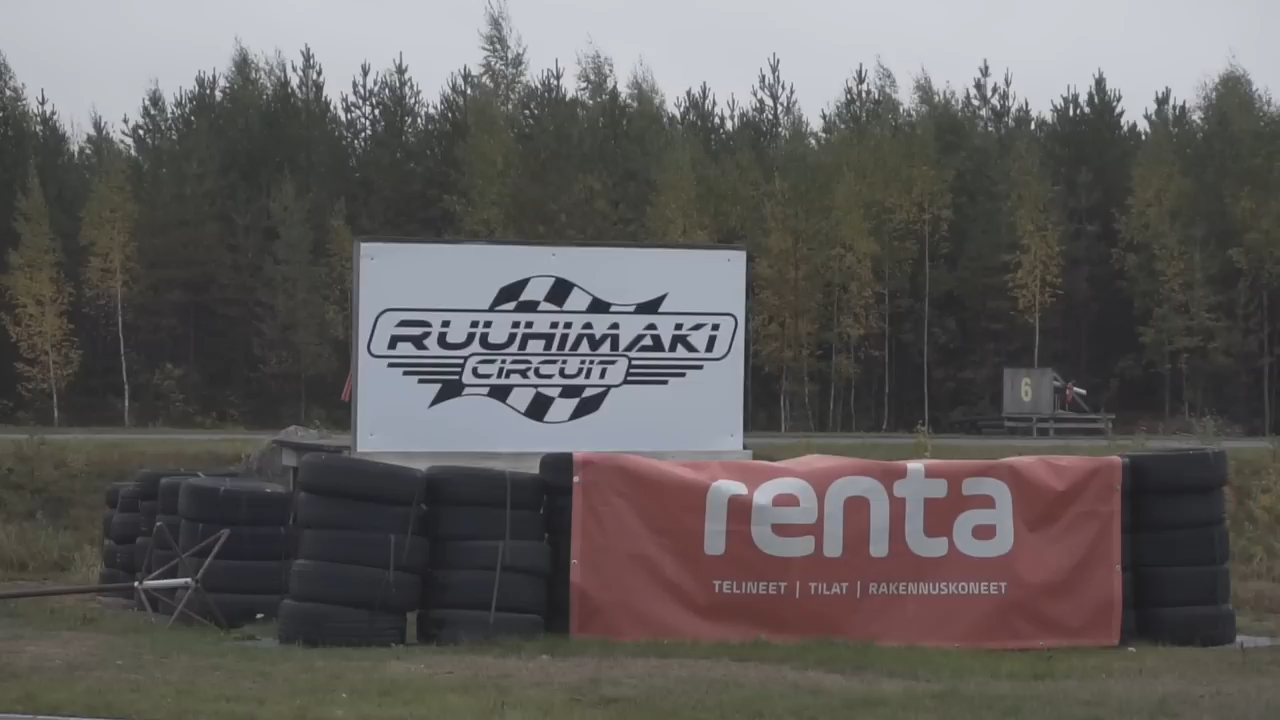 RUUHIMAKI
CIRCUIT
6
renta
TELINEET | TILAT | RAKENNUSKONEET